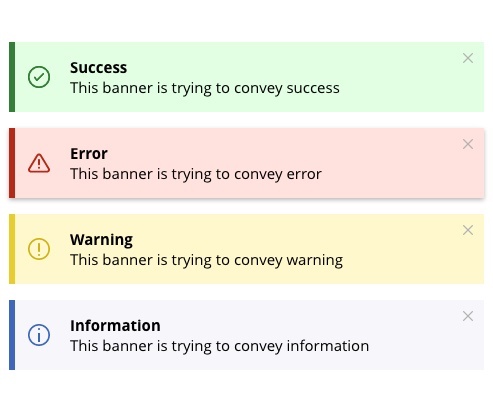 Success
This banner is trying to convey success
Error
This banner is trying to convey error
Warning
This banner is trying to convey warning
Information
This banner is trying to convey information